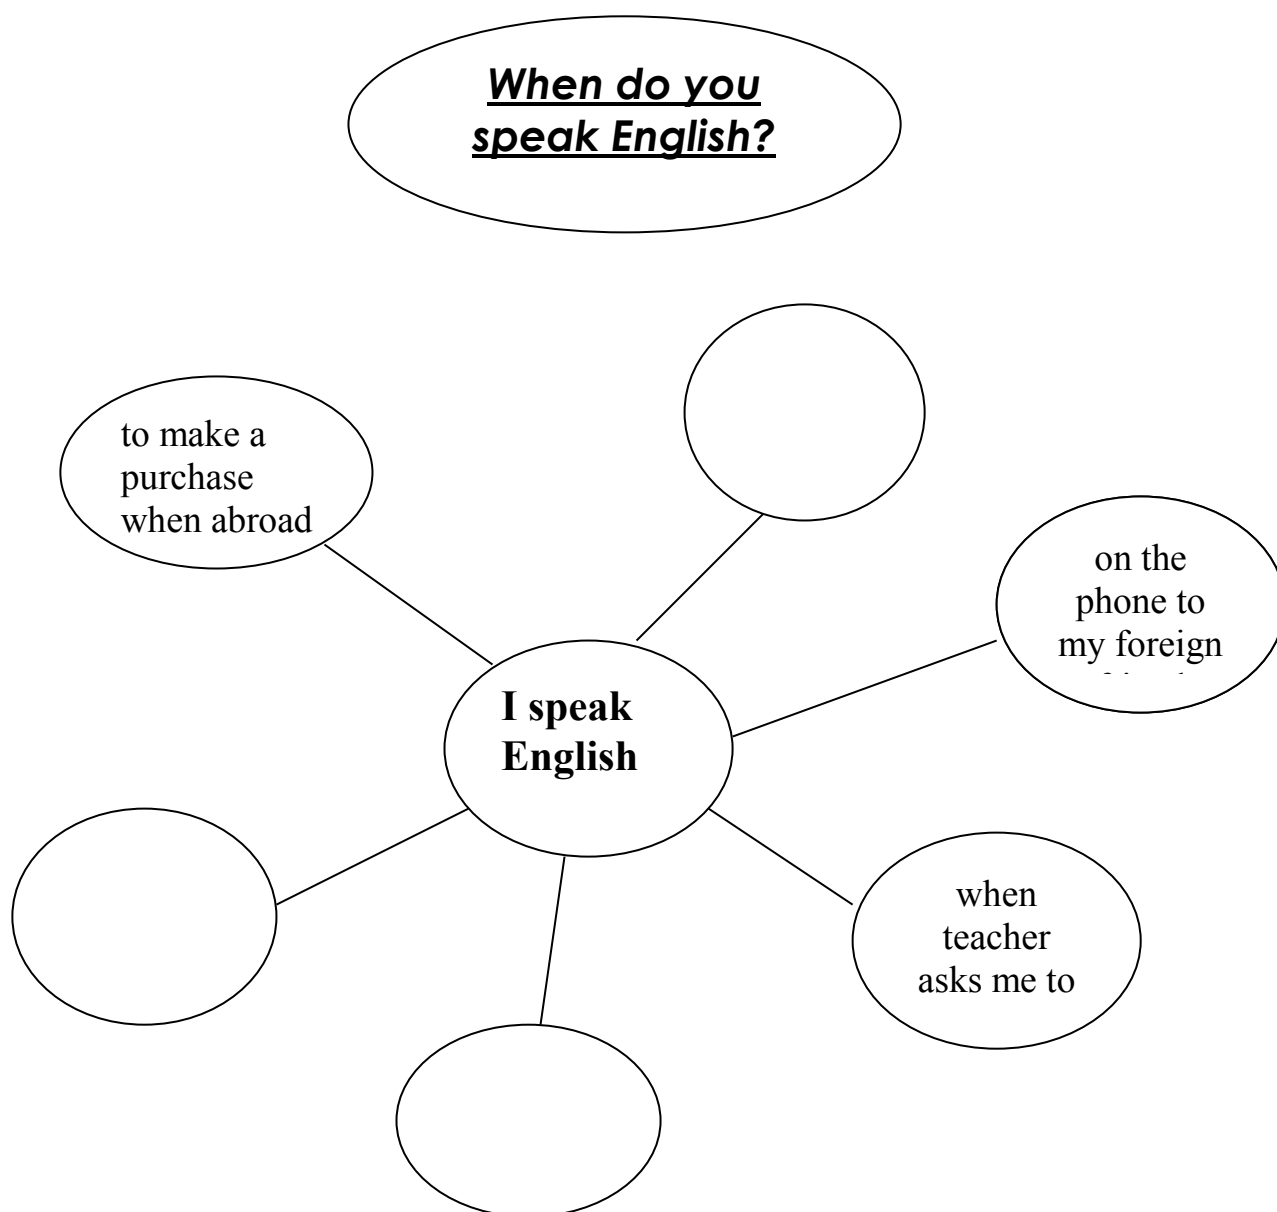 When do you
speak English?
to make a
purchase
when abroad
on the
phone to
my foreign
I speak
English
when
teacher
asks me to